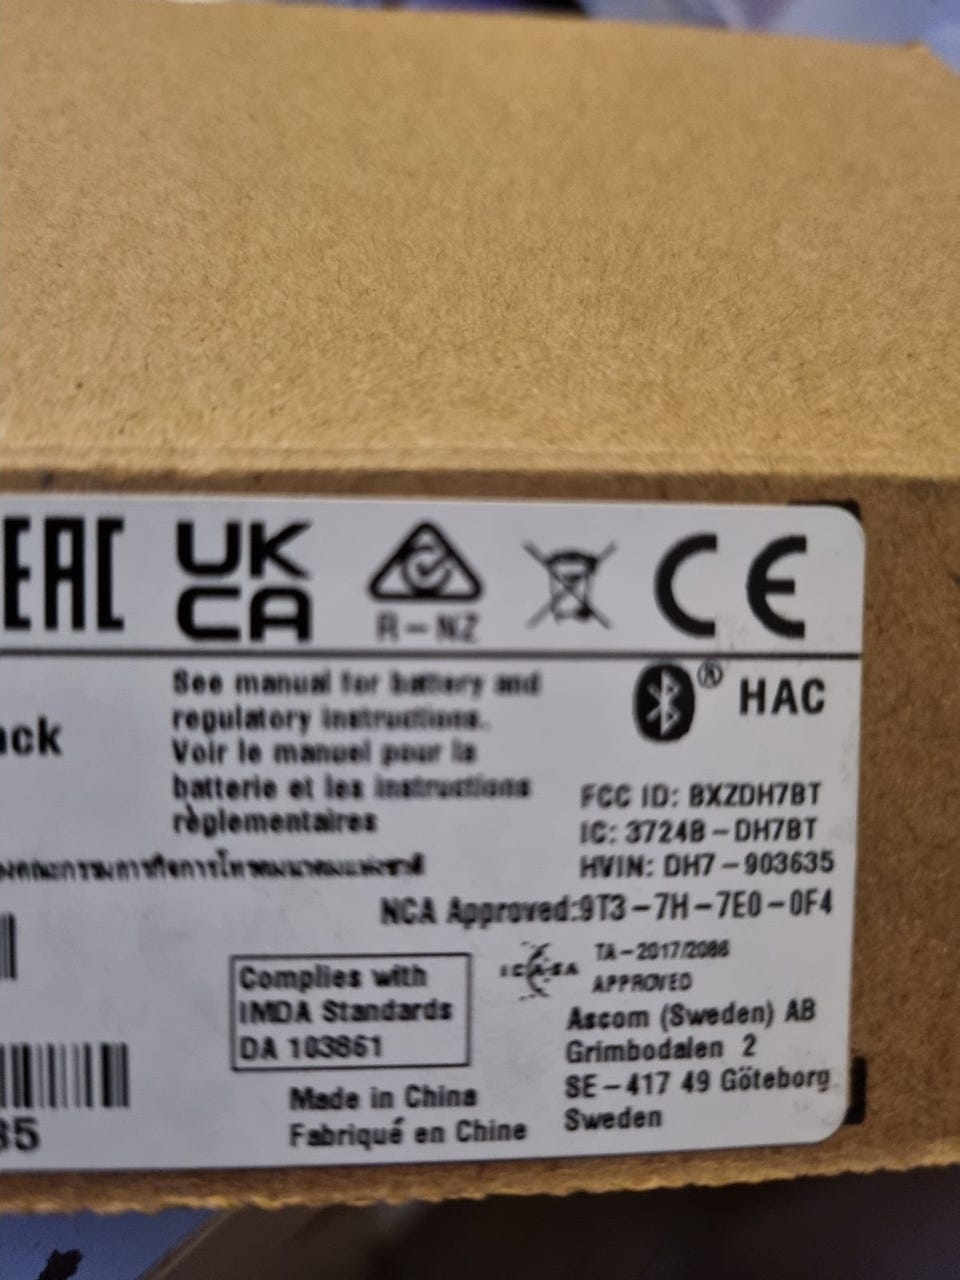 EAC UK CA R-NZ CE
See manual for battery and
regulatory instructions.
Voir le manuel pour la
batterie et les instructions
règlementaires
ack
® HAC
FCC ID: BXZDH7BT
IC: 3724B-DH7BT
HVIN: DH7-903635
NCA Approved:9T3-7H-7E0-0F4
ICASA TA-2017/2086
APPROVED
Complies with
IMDA Standards
DA 103861
Ascom (Sweden) AB
Grimbodalen 2
SE-417 49 Göteborg
Sweden
Made in China
Fabriqué en Chine
35